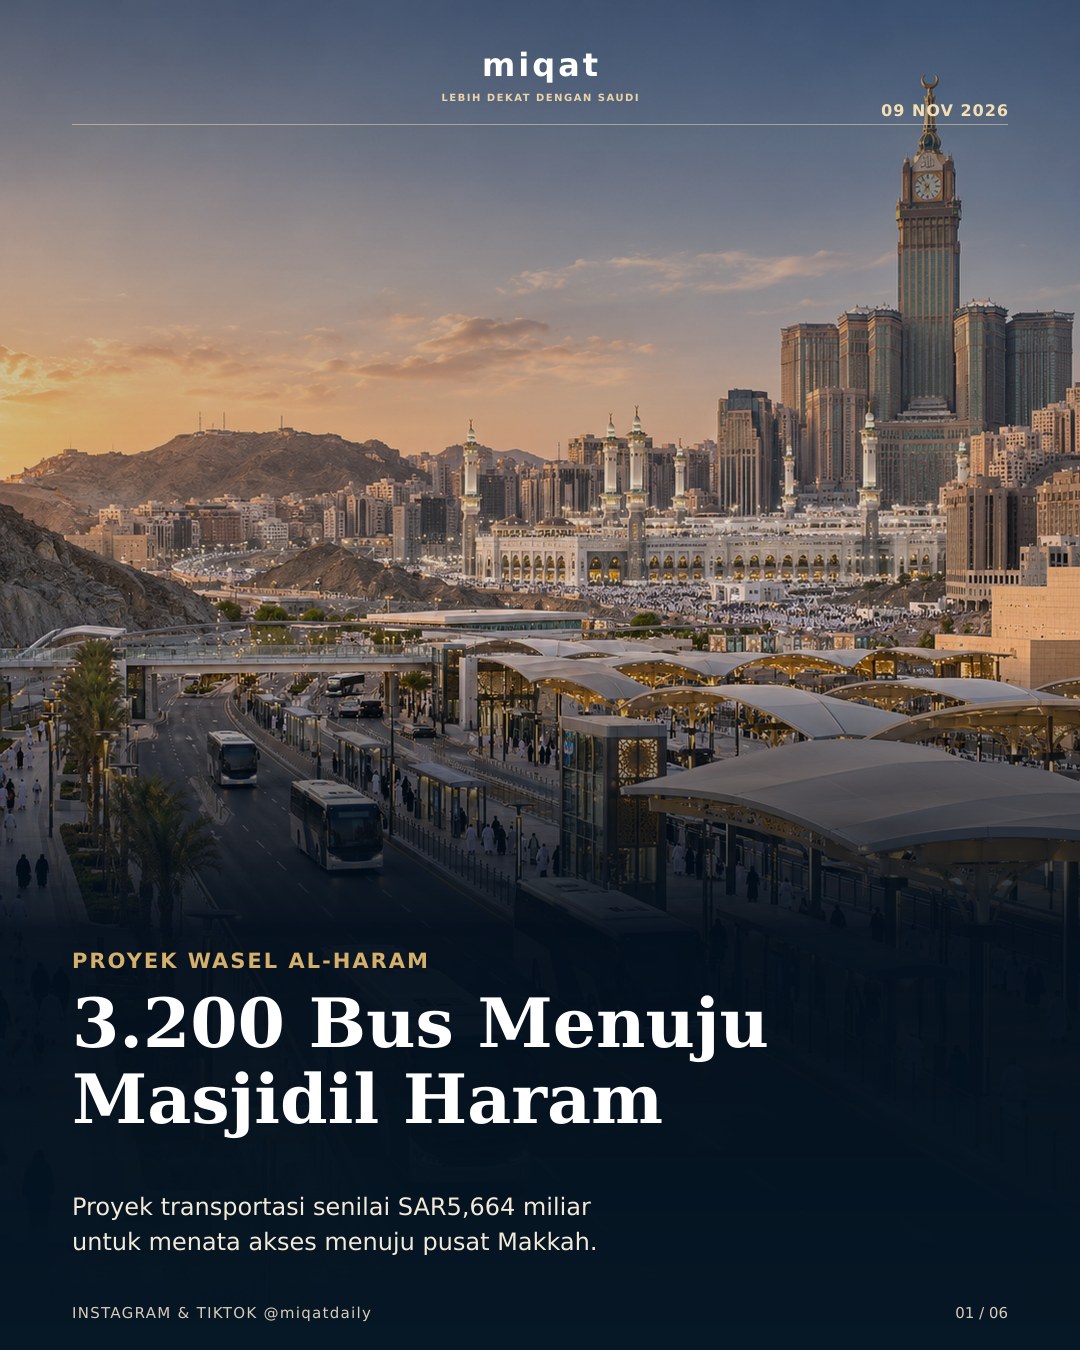 miqat
LEBIH DEKAT DENGAN SAUDI
09 NOV 2026
PROYEK WASEL AL-HARAM
3.200 Bus Menuju
Masjidil Haram
Proyek transportasi senilai SAR5,664 miliar
untuk menata akses menuju pusat Makkah.
INSTAGRAM & TIKTOK @miqatdaily
01 / 06